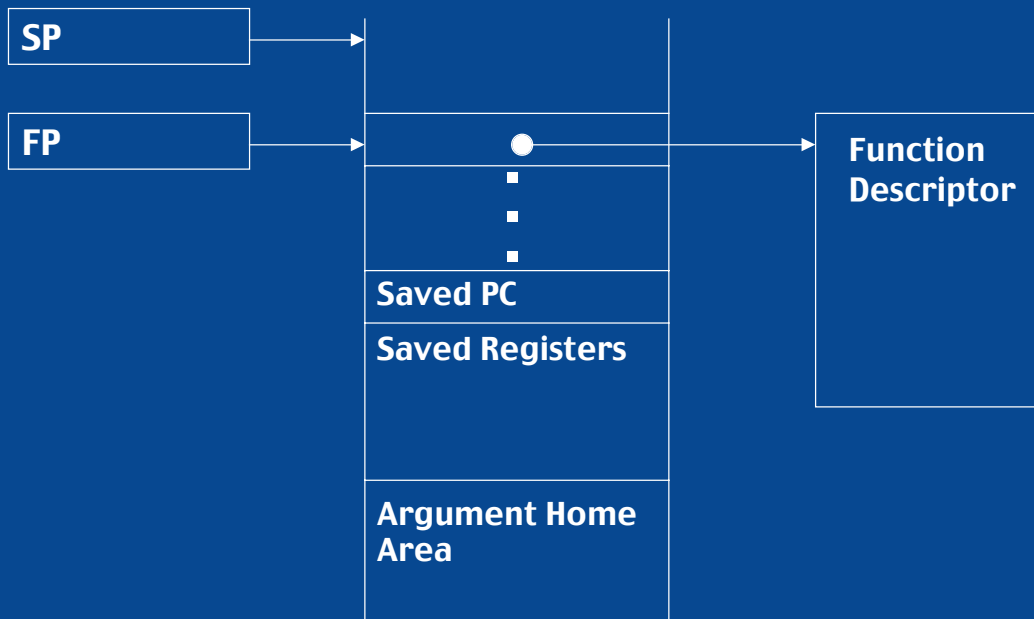 SP
FP
Function
Descriptor
Saved PC
Saved Registers
Argument Home
Area